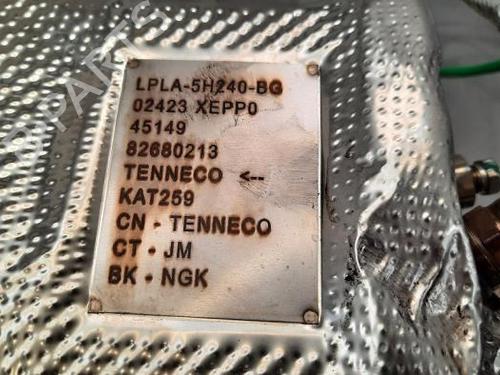 LPLA-5H240-BG
02423 XEPP0
45149
82680213
TENNECO <--
KAT259
CN - TENNECO
CT - JM
BK - NGK